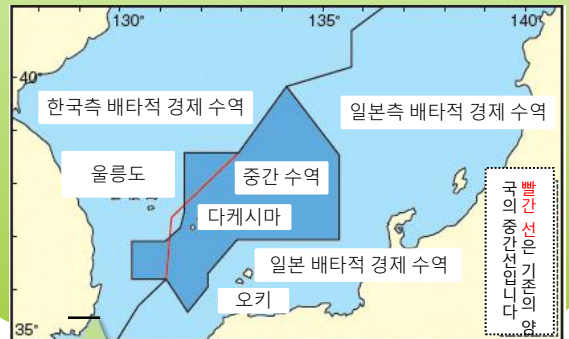 130°
135°
140°
40°
한국측 배타적 경제 수역
일본측 배타적 경제 수역
울릉도
중간 수역
다케시마
일본 배타적 경제 수역
오키
35°
빨간 선은 기존의 양
국의 중간선입니다